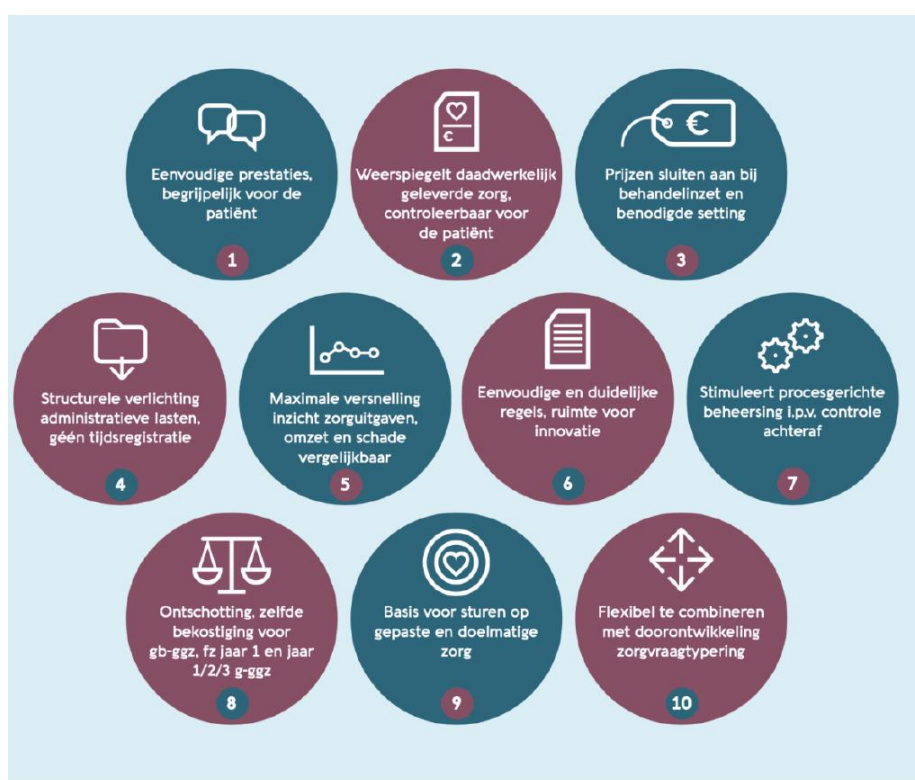 Eenvoudige prestaties,
begrijpelijk voor de
patiënt
1
€
Weerspiegelt daadwerkelijk
geleverde zorg,
controleerbaar voor
de patiënt
2
€
Prijzen sluiten aan bij
behandelinzet en
benodigde setting
3
Structurele verlichting
administratieve lasten,
géén tijdsregistratie
4
Maximale versnelling
inzicht zorguitgaven,
omzet en schade
vergelijkbaar
5
Eenvoudige en duidelijke
regels, ruimte voor
innovatie
6
Stimuleert procesgerichte
beheersing i.p.v. controle
achteraf
7
Ontschotting, zelfde
bekostiging voor
gb-ggz, fz jaar 1 en jaar
1/2/3 g-ggz
8
Basis voor sturen op
gepaste en doelmatige
zorg
9
Flexibel te combineren
met doorontwikkeling
zorgvraagtypering
10